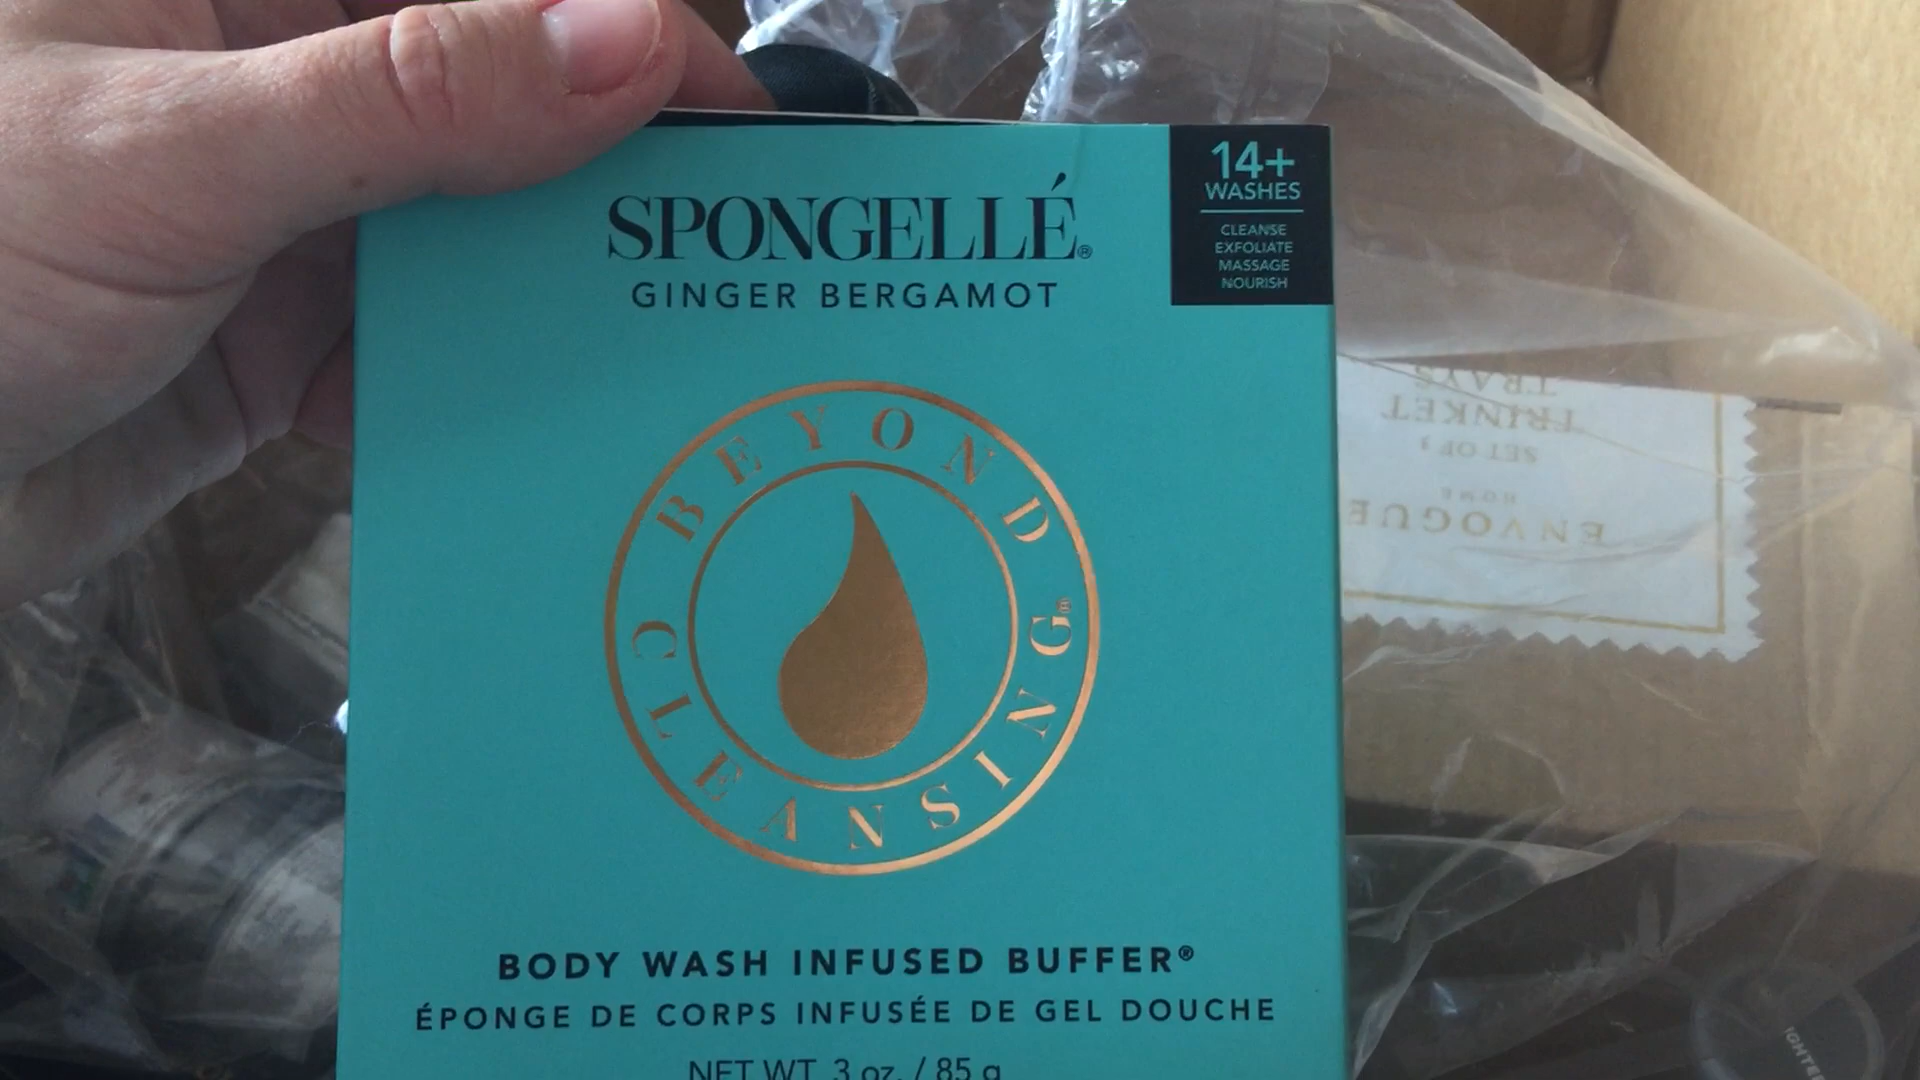 SPONGELLÉ®
GINGER BERGAMOT
14+
WASHES
CLEANSE
EXFOLIATE
MASSAGE
NOURISH
BEYOND
CLEANSING®
BODY WASH INFUSED BUFFER®
ÉPONGE DE CORPS INFUSÉE DE GEL DOUCHE
NET WT. 3 oz. / 85 g
ENVOGUE
HOME
SET OF 3
TRINKET
TRAYS